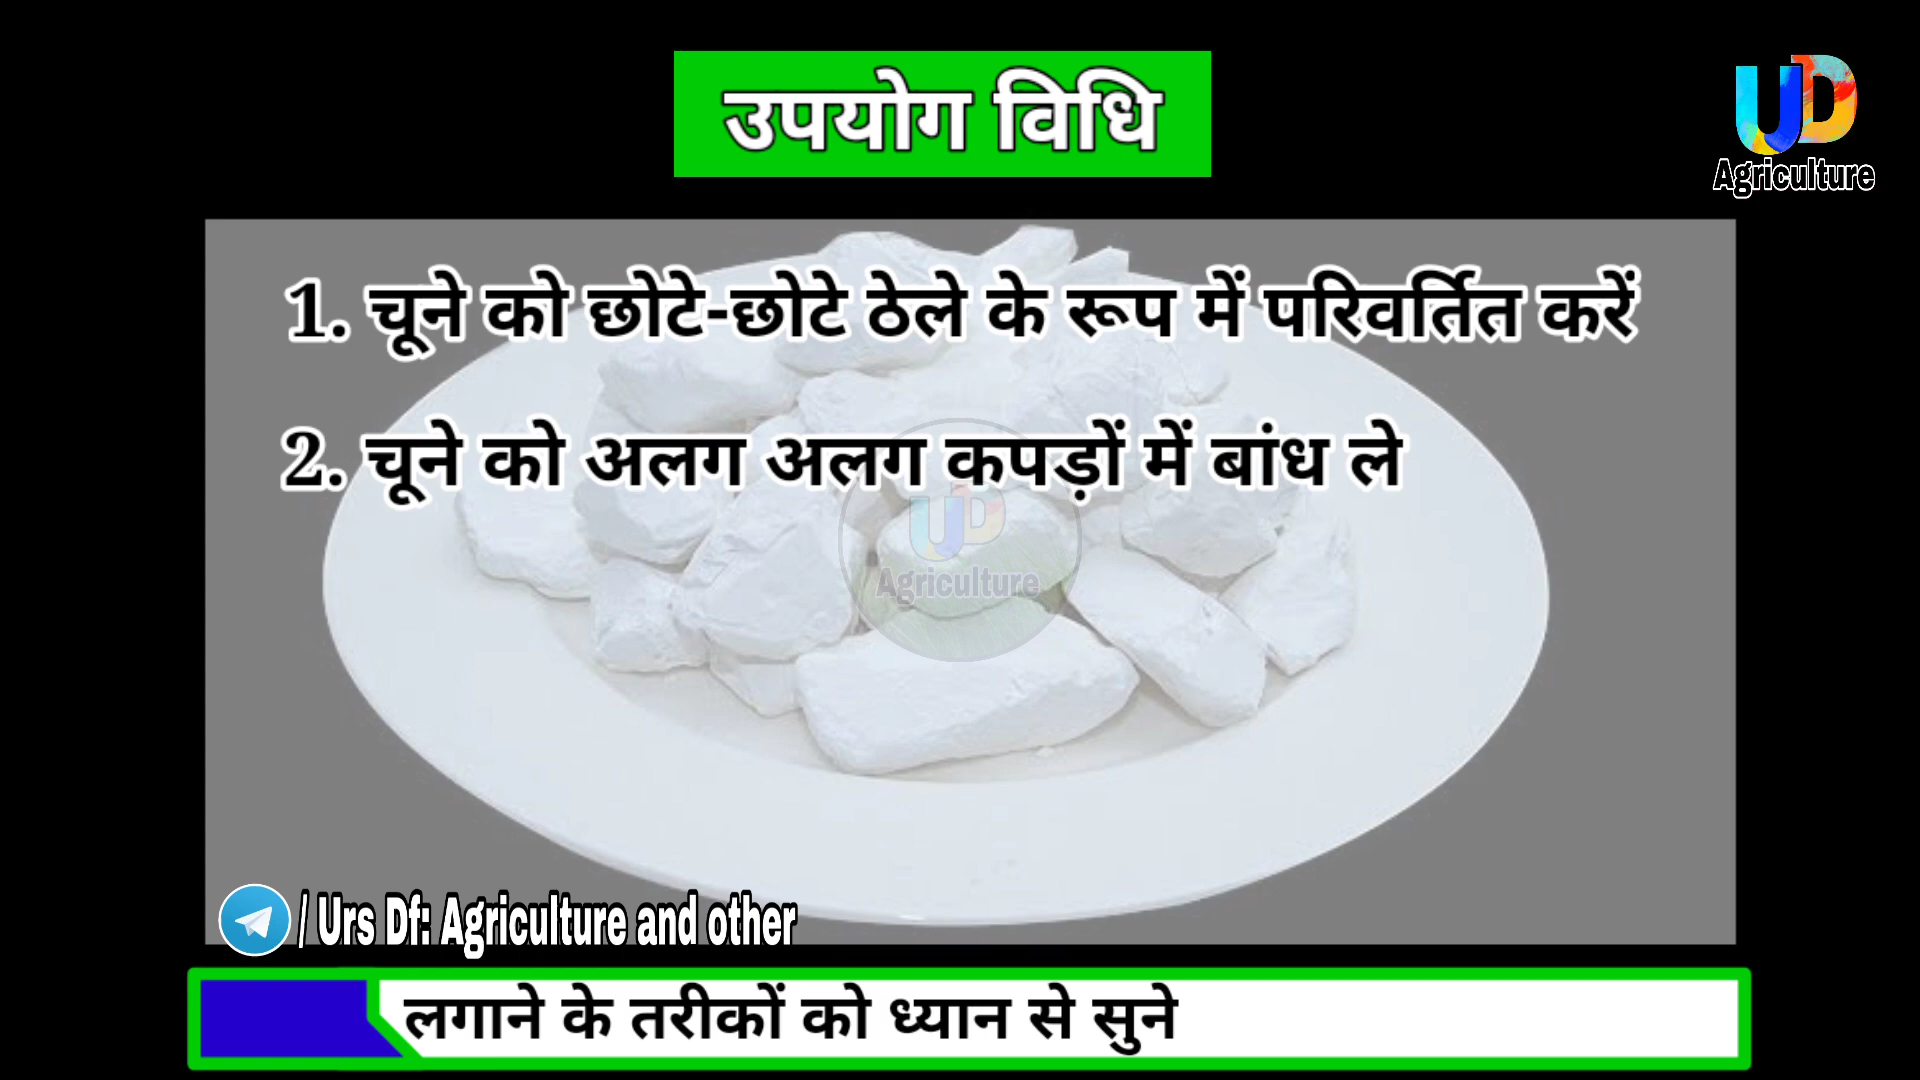 उपयोग विधि
UD
Agriculture
1. चूने को छोटे-छोटे ठेले के रूप में परिवर्तित करें
2. चूने को अलग अलग कपड़ों में बांध ले
UD
Agriculture
/ Urs Df: Agriculture and other
लगाने के तरीकों को ध्यान से सुने